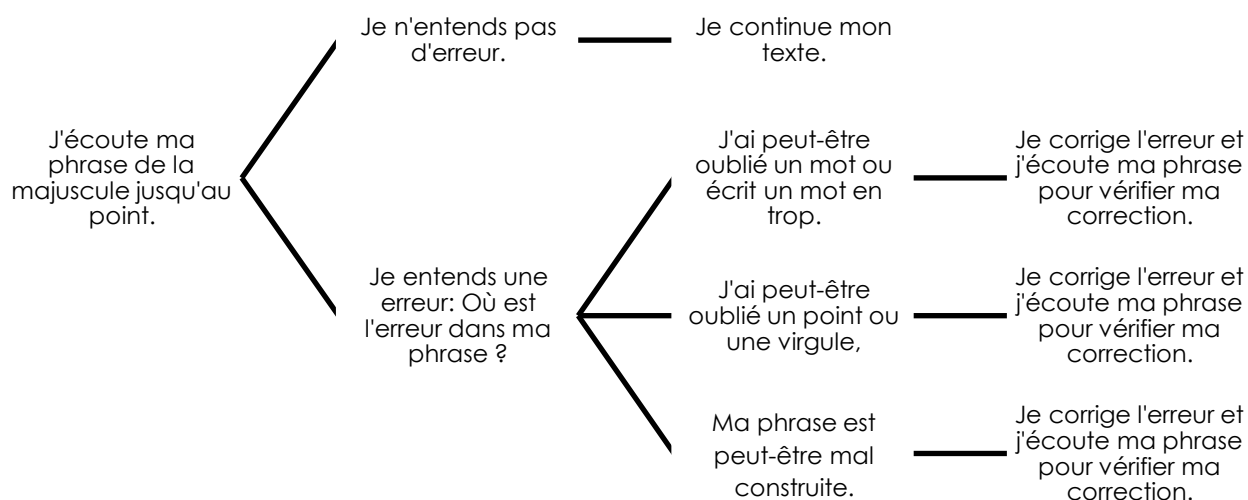 Je n'entends pas
d'erreur.
Je continue mon
texte.
J'écoute ma
phrase de la
majuscule jusqu'au
point.
Je entends une
erreur: Où est
l'erreur dans ma
phrase ?
J'ai peut-être
oublié un mot ou
écrit un mot en
trop.
Je corrige l'erreur et
j'écoute ma phrase
pour vérifier ma
correction.
J'ai peut-être
oublié un point ou
une virgule,
Je corrige l'erreur et
j'écoute ma phrase
pour vérifier ma
correction.
Ma phrase est
peut-être mal
construite.
Je corrige l'erreur et
j'écoute ma phrase
pour vérifier ma
correction.